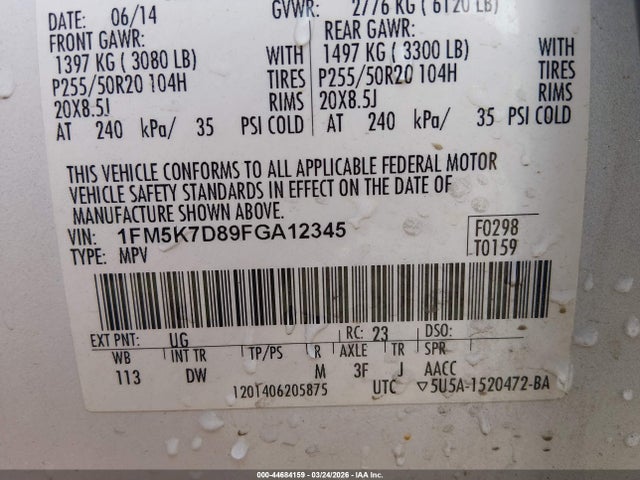 DATE: 06/14 GVWR: 2776 KG ( 6120 LB)
FRONT GAWR: REAR GAWR:
1397 KG ( 3080 LB) WITH 1497 KG ( 3300 LB) WITH
P255/50R20 104H TIRES P255/50R20 104H TIRES
20X8.5J RIMS 20X8.5J RIMS
AT 240 kPa/ 35 PSI COLD AT 240 kPa/ 35 PSI COLD
THIS VEHICLE CONFORMS TO ALL APPLICABLE FEDERAL MOTOR
VEHICLE SAFETY STANDARDS IN EFFECT ON THE DATE OF
MANUFACTURE SHOWN ABOVE.
VIN: 1FM5K7D89FGA12345 F0298
TYPE: MPV T0159
EXT PNT: UG RC: 23 DSO:
WB INT TR TP/PS R AXLE TR SPR
113 DW M 3F J AACC
1201406205875 UTC ▽5U5A-1520472-BA
000-44684159 - 03/24/2026 - IAA Inc.